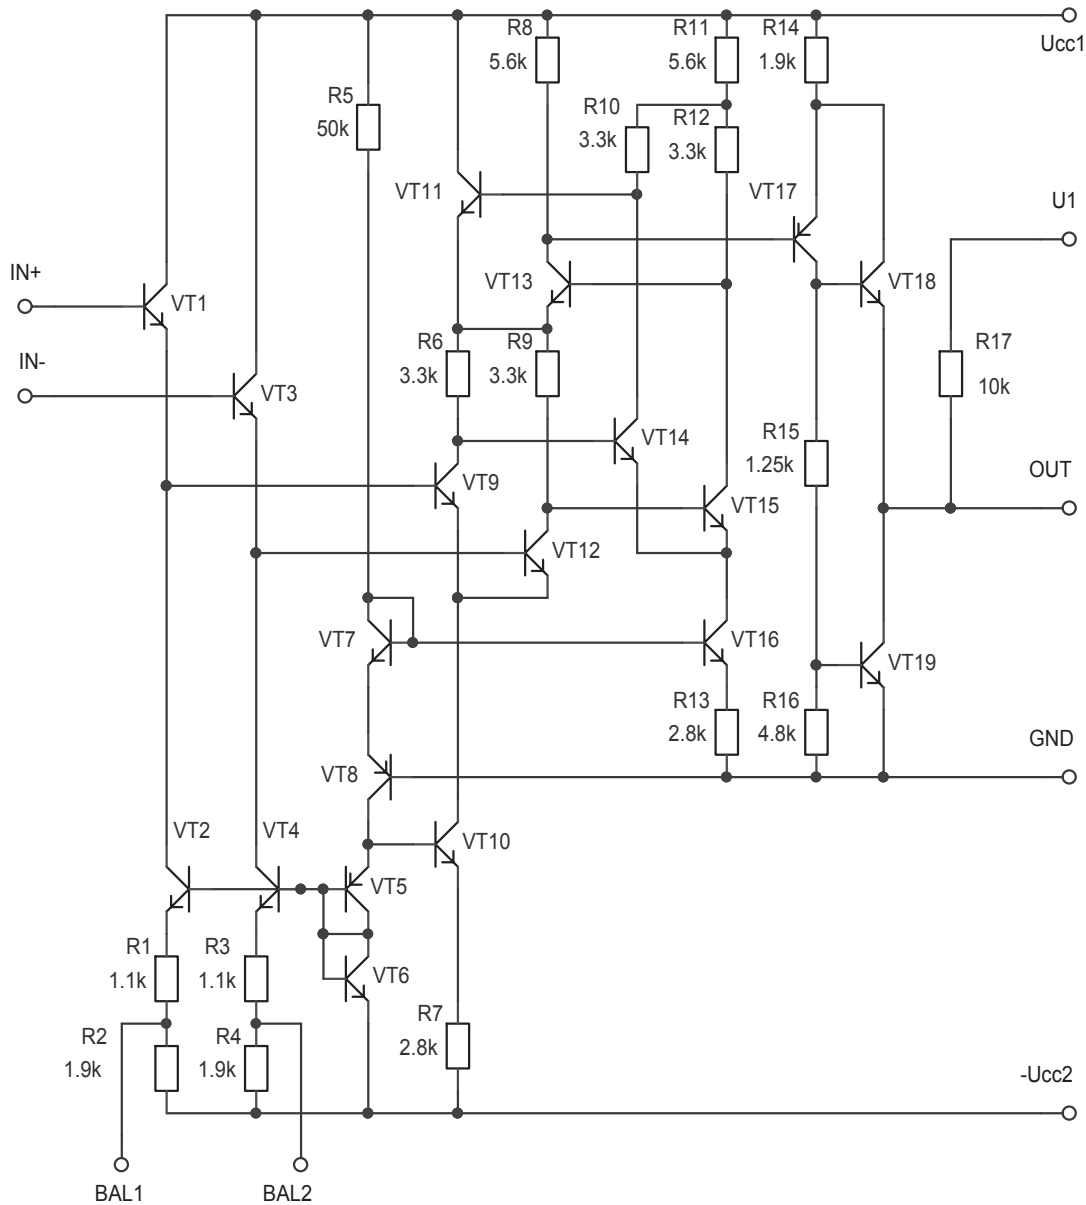 R8
R11
R14
Ucc1
5.6k
5.6k
1.9k
R5
50k
R10
3.3k
R12
3.3k
VT11
VT17
U1
IN+
VT1
VT13
VT18
IN-
VT3
R6
3.3k
R9
3.3k
R17
10k
VT14
R15
1.25k
OUT
VT9
VT15
VT12
VT7
VT16
VT19
R13
2.8k
R16
4.8k
GND
VT8
VT2
VT4
VT10
VT5
R1
1.1k
R3
1.1k
VT6
R2
1.9k
R4
1.9k
R7
2.8k
-Ucc2
BAL1
BAL2